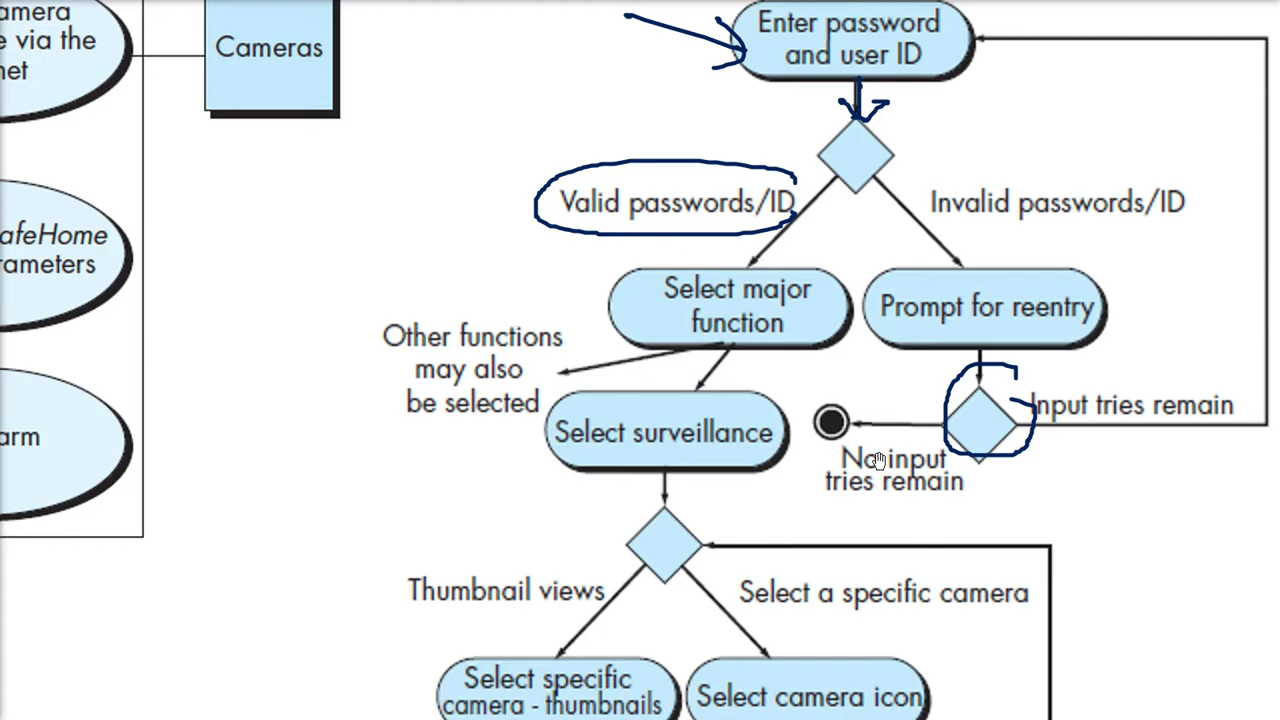 amera
e via the
net
Cameras
afeHome
rameters
arm
Enter password
and user ID
Valid passwords/ID
Invalid passwords/ID
Select major
function
Prompt for reentry
Other functions
may also
be selected
Input tries remain
Select surveillance
No input
tries remain
Thumbnail views
Select a specific camera
Select specific
camera - thumbnails
Select camera icon